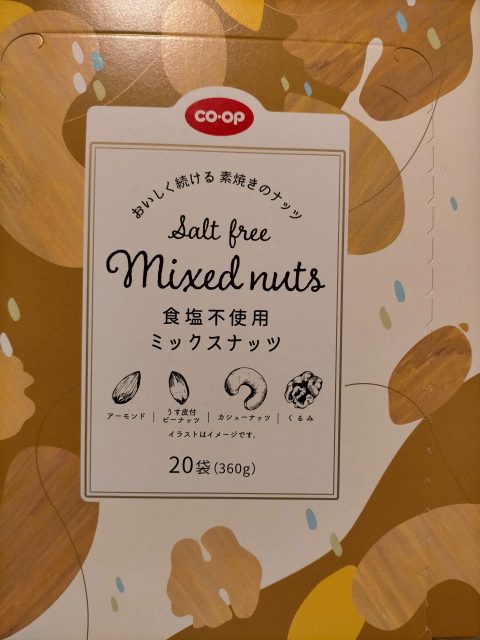 CO·OP
おいしく続ける 素焼きのナッツ
Salt free
Mixed nuts
食塩不使用
ミックスナッツ
アーモンド
うす皮付
ピーナッツ
カシューナッツ
くるみ
イラストはイメージです。
20袋(360g)